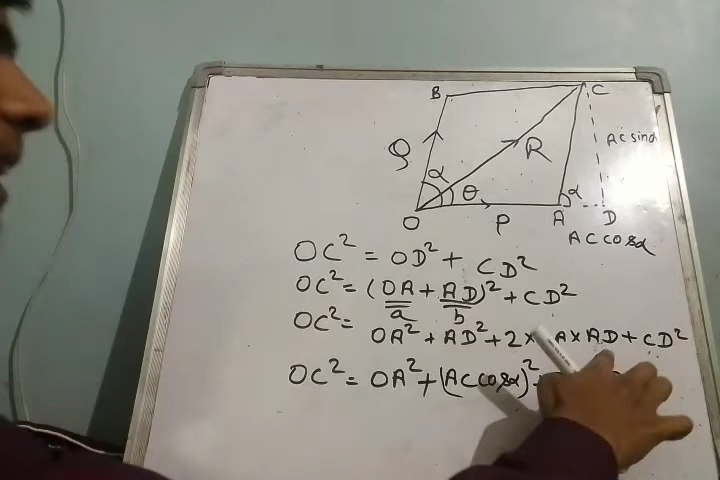 B C
Q α R AC sinα
θ α
O P A D
AC cosα
OC² = OD² + CD²
OC² = (OA + AD)² + CD²
a b
OC² = OA² + AD² + 2 × A × AD + CD²
OC² = OA² + (AC cosα)² +